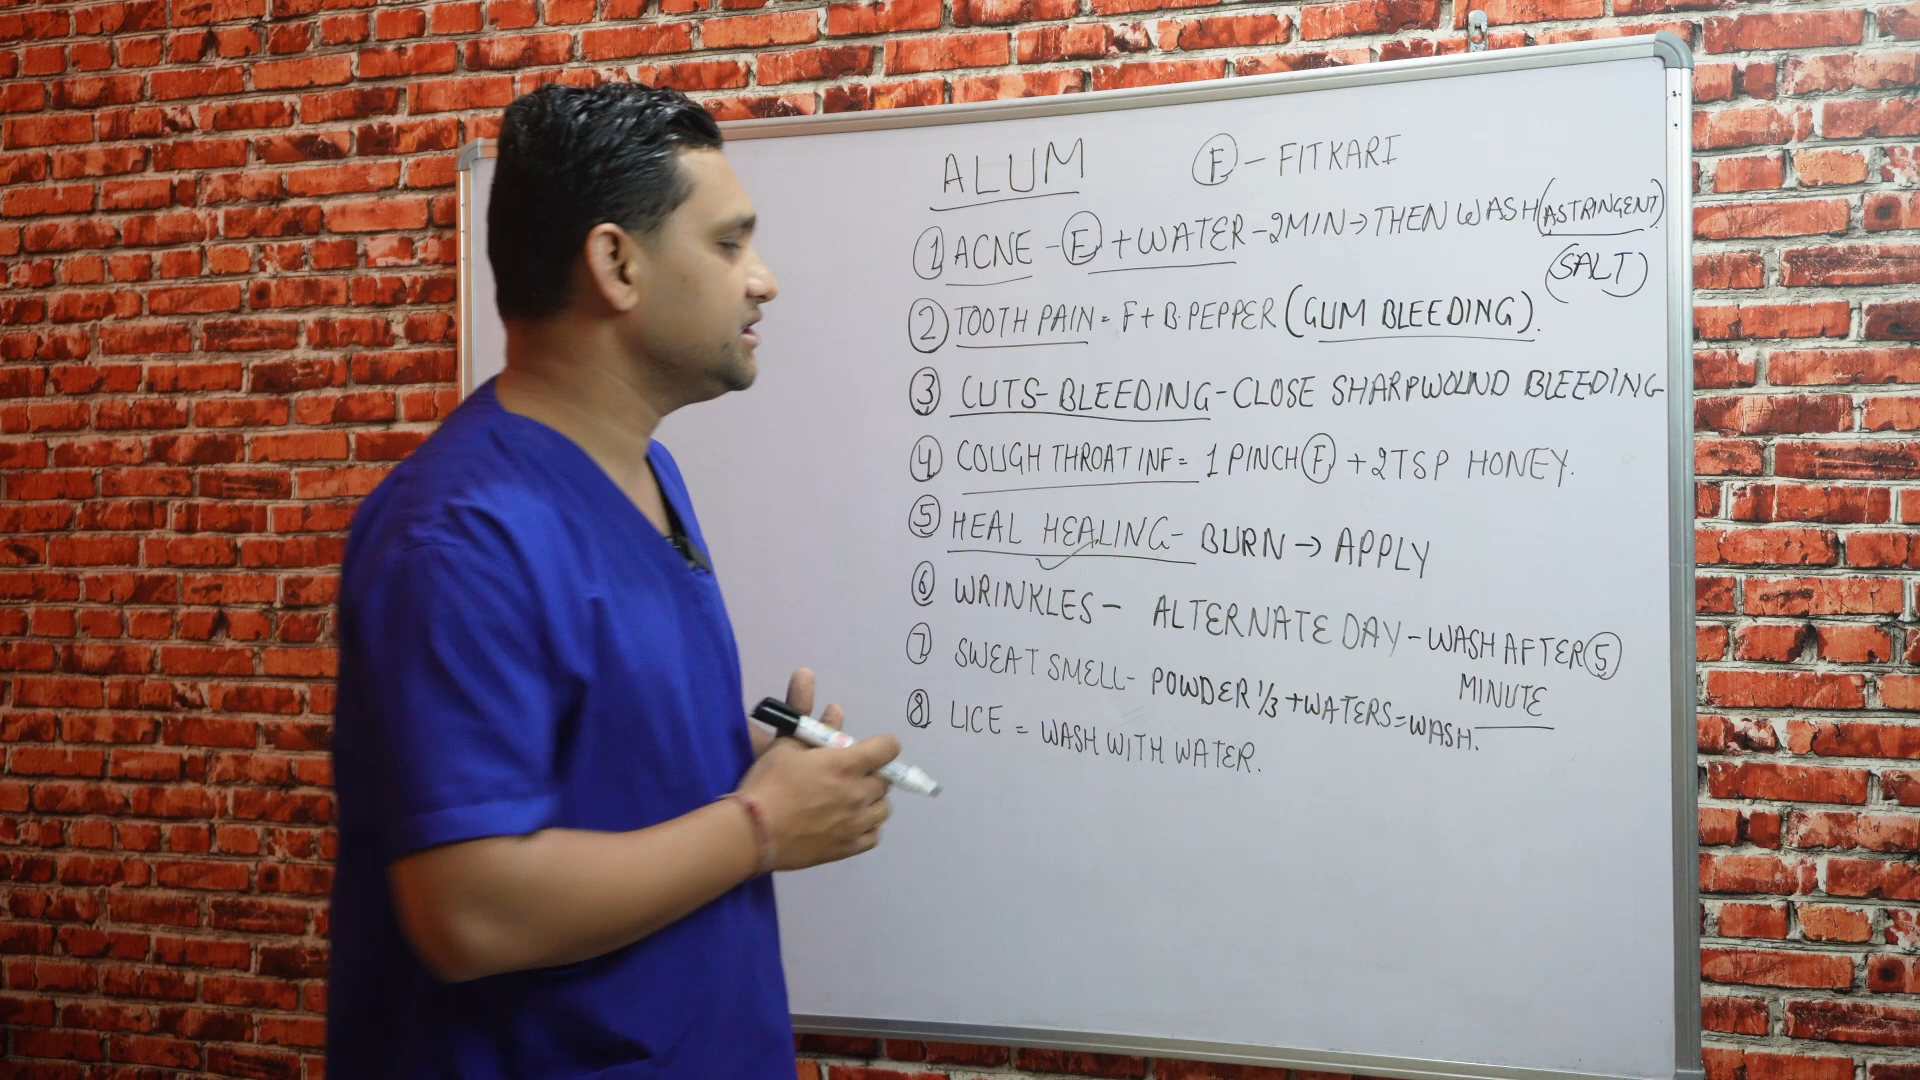 ALUM
F - FITKARI
1 ACNE - F + WATER - 2MIN → THEN WASH (ASTRINGENT)
(SALT)
2 TOOTH PAIN = F + B.PEPPER (GUM BLEEDING).
3 CUTS-BLEEDING - CLOSE SHARPWOUND BLEEDING
4 COUGH THROAT INF = 1 PINCH F + 2TSP HONEY.
5 HEAL HEALING - BURN → APPLY
6 WRINKLES - ALTERNATE DAY - WASH AFTER 5
MINUTE
7 SWEAT SMELL - POWDER 1/3 + WATERS = WASH.
8 LICE = WASH WITH WATER.